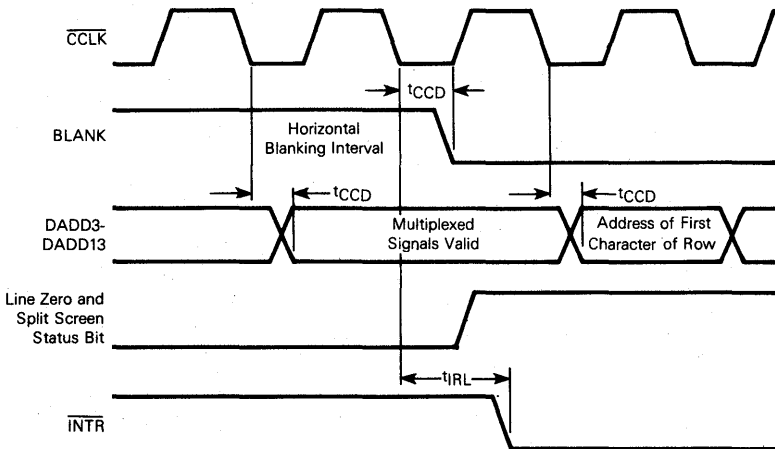 CCLK
tCCD
BLANK
Horizontal
Blanking Interval
tCCD
tCCD
DADD3-
DADD13
Multiplexed
Signals Valid
Address of First
Character of Row
Line Zero and
Split Screen
Status Bit
tIRL
INTR